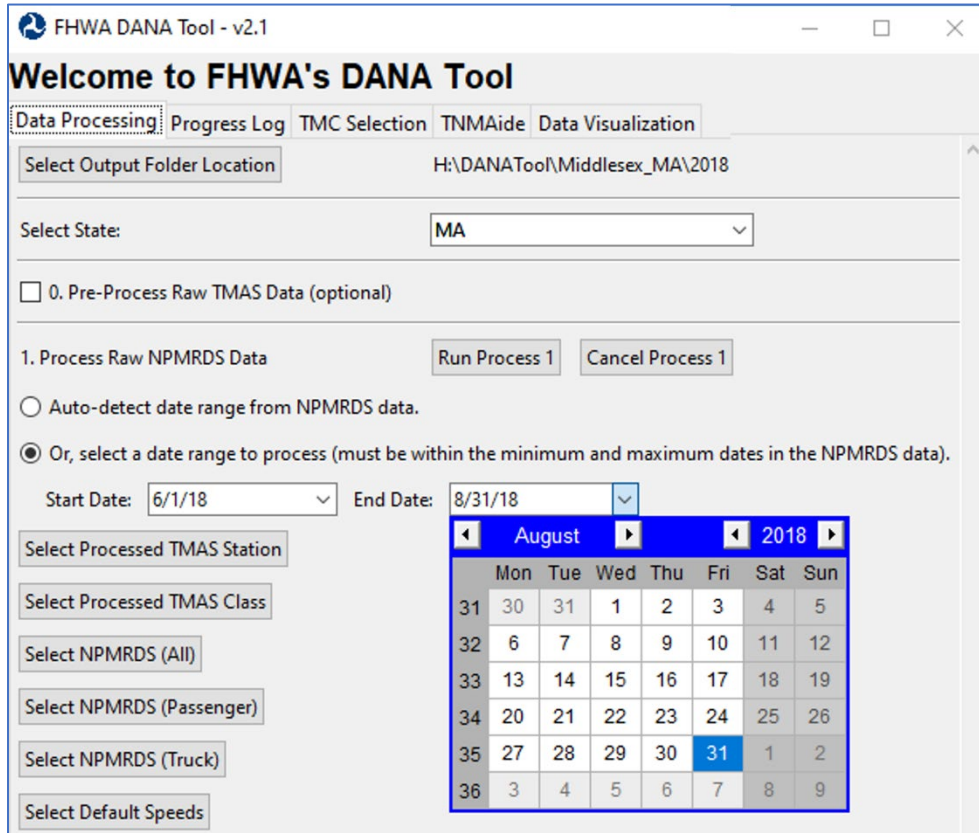 FHWA DANA Tool - v2.1
Welcome to FHWA's DANA Tool
Data Processing Progress Log TMC Selection TNMAide Data Visualization
Select Output Folder Location H:\DANATool\Middlesex_MA\2018
Select State: MA
0. Pre-Process Raw TMAS Data (optional)
1. Process Raw NPMRDS Data Run Process 1 Cancel Process 1
Auto-detect date range from NPMRDS data.
Or, select a date range to process (must be within the minimum and maximum dates in the NPMRDS data).
Start Date: 6/1/18 End Date: 8/31/18
Select Processed TMAS Station
Select Processed TMAS Class
Select NPMRDS (All)
Select NPMRDS (Passenger)
Select NPMRDS (Truck)
Select Default Speeds
August 2018
Mon Tue Wed Thu Fri Sat Sun
31 30 31 1 2 3 4 5
32 6 7 8 9 10 11 12
33 13 14 15 16 17 18 19
34 20 21 22 23 24 25 26
35 27 28 29 30 31 1 2
36 3 4 5 6 7 8 9